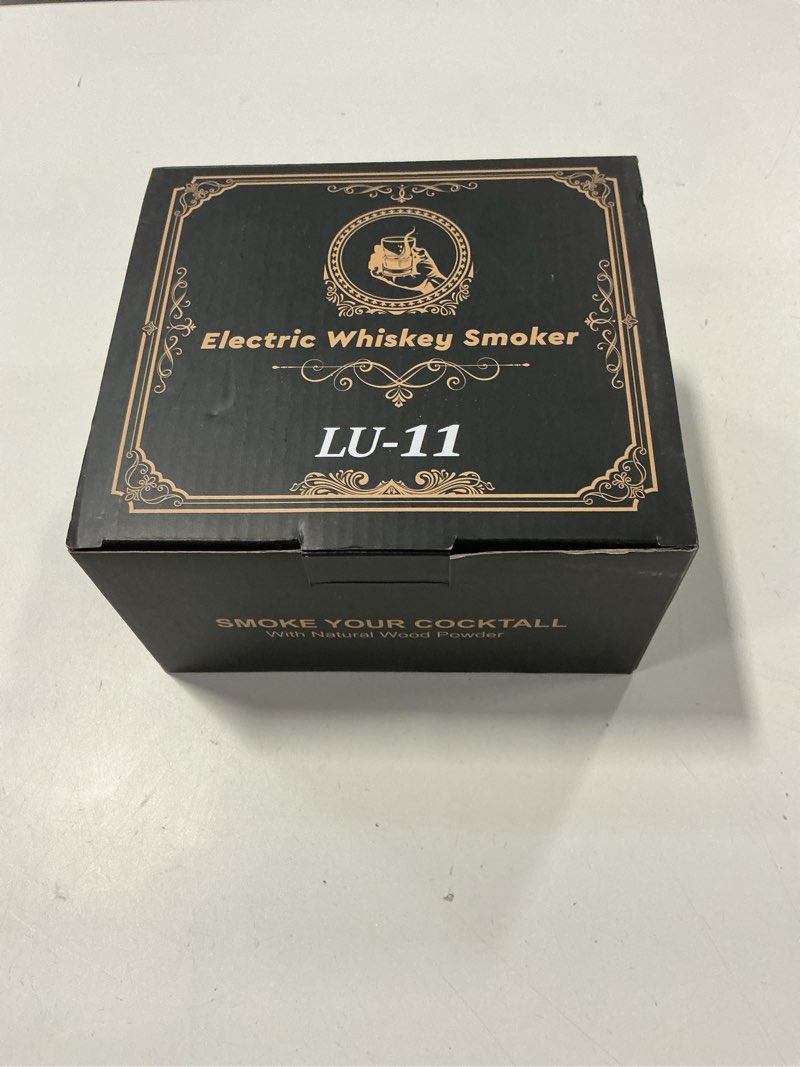 Electric Whiskey Smoker
LU-11
SMOKE YOUR COCKTALL
With Natural Wood Powder